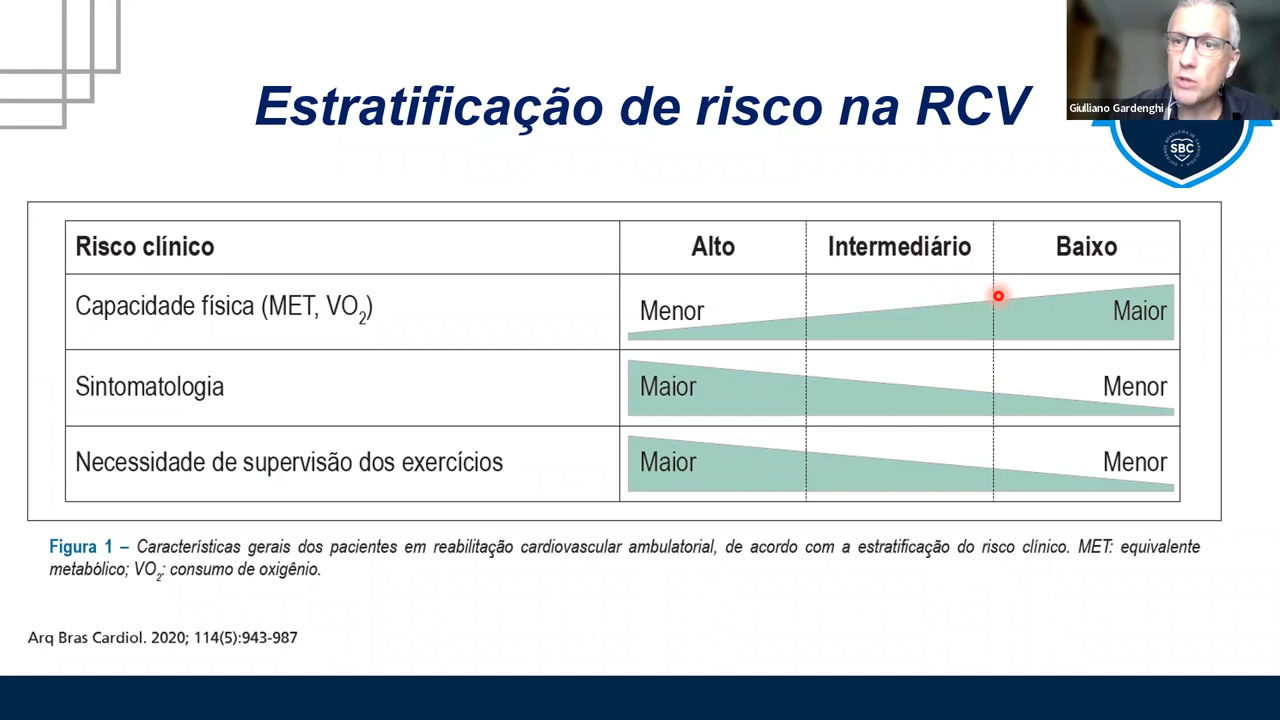 Estratificação de risco na RCV
Giulliano Gardenghi
SBC
Risco clínico Alto Intermediário Baixo
Capacidade física (MET, VO₂) Menor Maior
Sintomatologia Maior Menor
Necessidade de supervisão dos exercícios Maior Menor
Figura 1 – Características gerais dos pacientes em reabilitação cardiovascular ambulatorial, de acordo com a estratificação do risco clínico. MET: equivalente
metabólico; VO₂: consumo de oxigênio.
Arq Bras Cardiol. 2020; 114(5):943-987